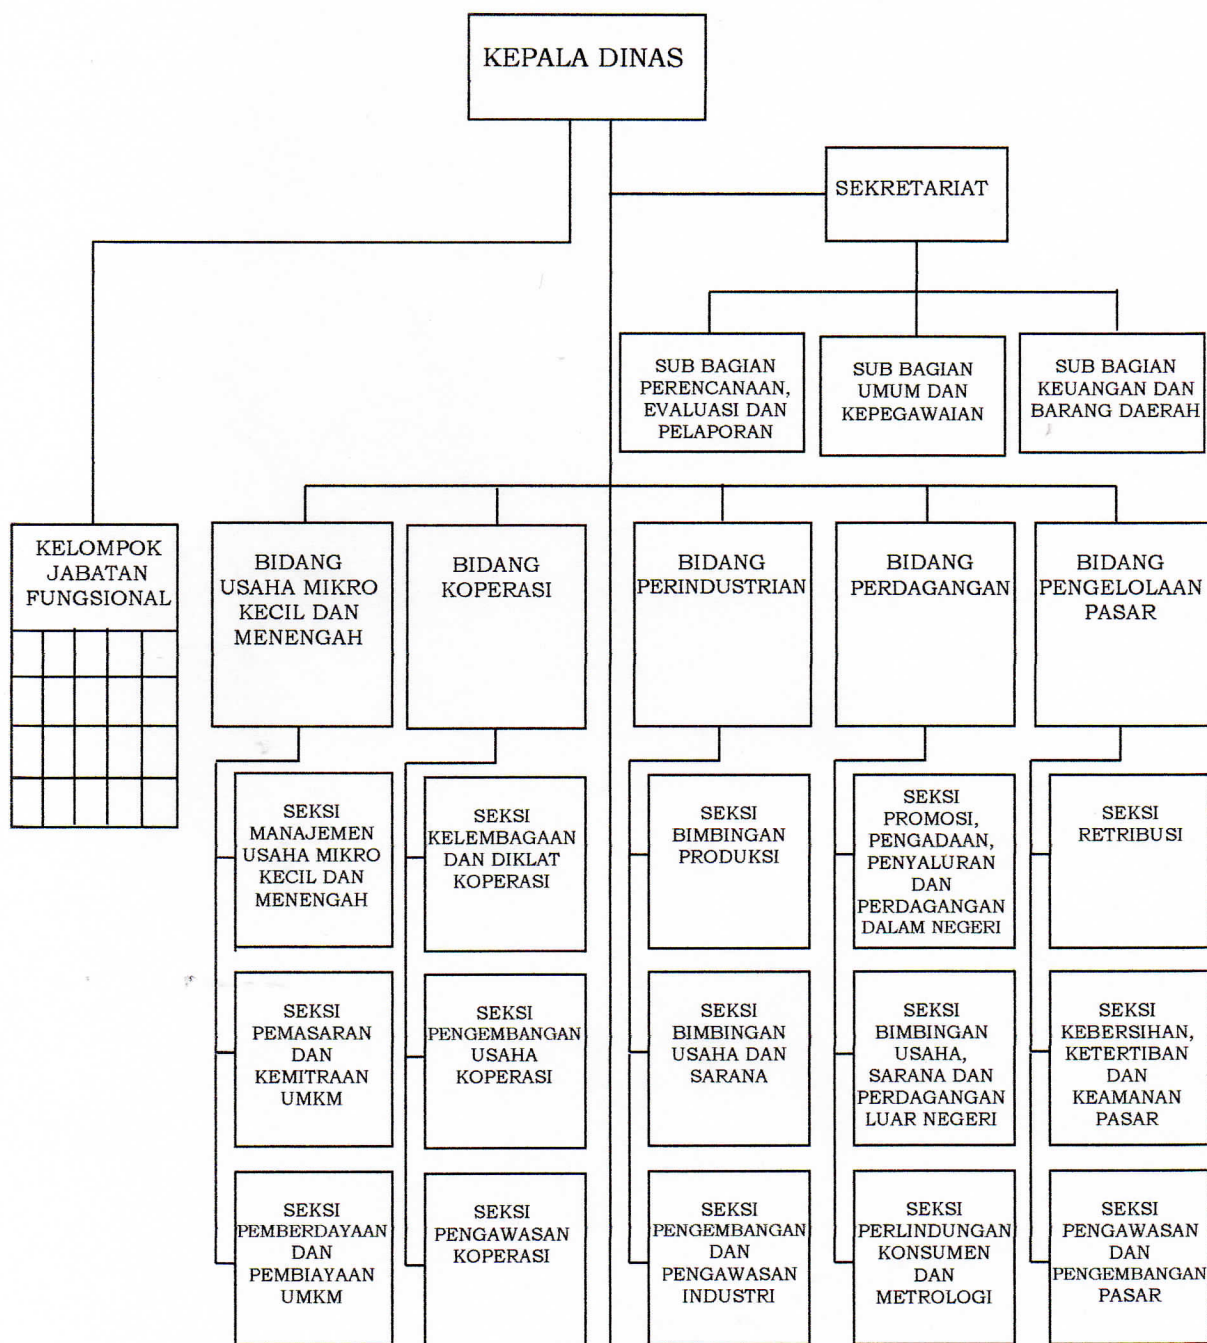 KEPALA DINAS
SEKRETARIAT
SUB BAGIAN
PERENCANAAN,
EVALUASI DAN
PELAPORAN
SUB BAGIAN
UMUM DAN
KEPEGAWAIAN
SUB BAGIAN
KEUANGAN DAN
BARANG DAERAH
KELOMPOK
JABATAN
FUNGSIONAL
BIDANG
USAHA MIKRO
KECIL DAN
MENENGAH
BIDANG
KOPERASI
BIDANG
PERINDUSTRIAN
BIDANG
PERDAGANGAN
BIDANG
PENGELOLAAN
PASAR
SEKSI
MANAJEMEN
USAHA MIKRO
KECIL DAN
MENENGAH
SEKSI
KELEMBAGAAN
DAN DIKLAT
KOPERASI
SEKSI
BIMBINGAN
PRODUKSI
SEKSI
PROMOSI,
PENGADAAN,
PENYALURAN
DAN
PERDAGANGAN
DALAM NEGERI
SEKSI
RETRIBUSI
SEKSI
PEMASARAN
DAN
KEMITRAAN
UMKM
SEKSI
PENGEMBANGAN
USAHA
KOPERASI
SEKSI
BIMBINGAN
USAHA DAN
SARANA
SEKSI
BIMBINGAN
USAHA,
SARANA DAN
PERDAGANGAN
LUAR NEGERI
SEKSI
KEBERSIHAN,
KETERTIBAN
DAN
KEAMANAN
PASAR
SEKSI
PEMBERDAYAAN
DAN
PEMBIAYAAN
UMKM
SEKSI
PENGAWASAN
KOPERASI
SEKSI
PENGEMBANGAN
DAN
PENGAWASAN
INDUSTRI
SEKSI
PERLINDUNGAN
KONSUMEN
DAN
METROLOGI
SEKSI
PENGAWASAN
DAN
PENGEMBANGAN
PASAR